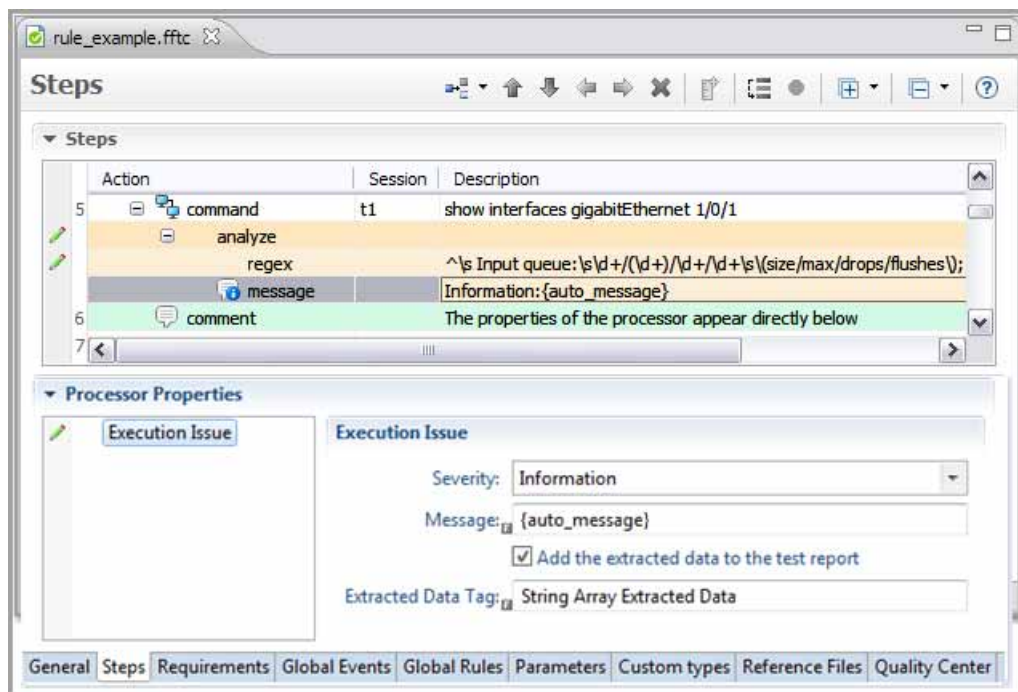 rule_example.fftc
Steps
Steps
Action Session Description
5 command t1 show interfaces gigabitEthernet 1/0/1
analyze
regex ^\s Input queue:\s\d+/(\d+)/\d+/\d+\s\(size/max/drops/flushes\);
message Information:{auto_message}
6 comment The properties of the processor appear directly below
7
Processor Properties
Execution Issue
Execution Issue
Severity: Information
Message: {auto_message}
Add the extracted data to the test report
Extracted Data Tag: String Array Extracted Data
General Steps Requirements Global Events Global Rules Parameters Custom types Reference Files Quality Center